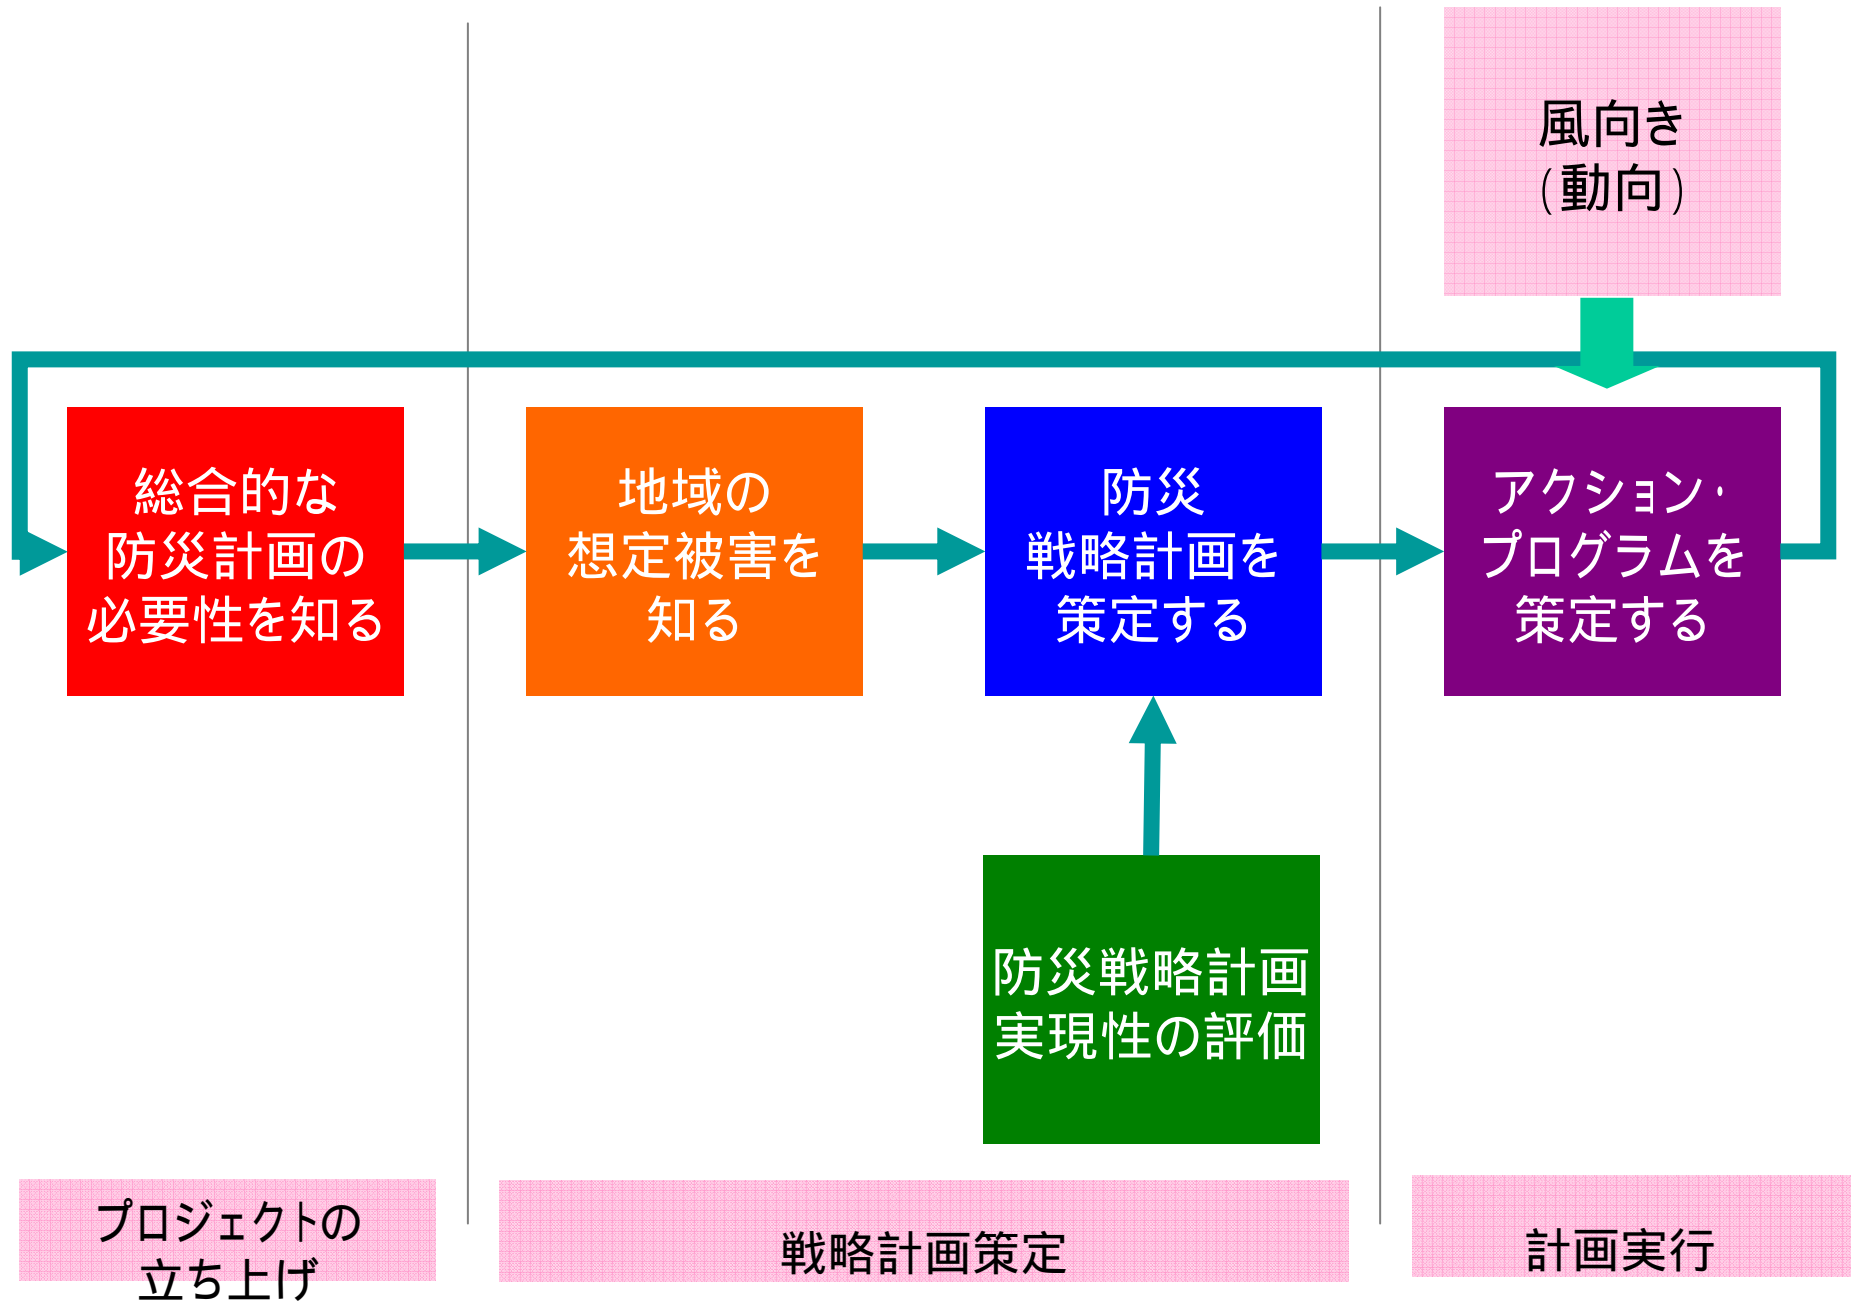 風向き
(動向)
総合的な
防災計画の
必要性を知る
地域の
想定被害を
知る
防災
戦略計画を
策定する
アクション・
プログラムを
策定する
防災戦略計画
実現性の評価
プロジェクトの
立ち上げ
戦略計画策定
計画実行